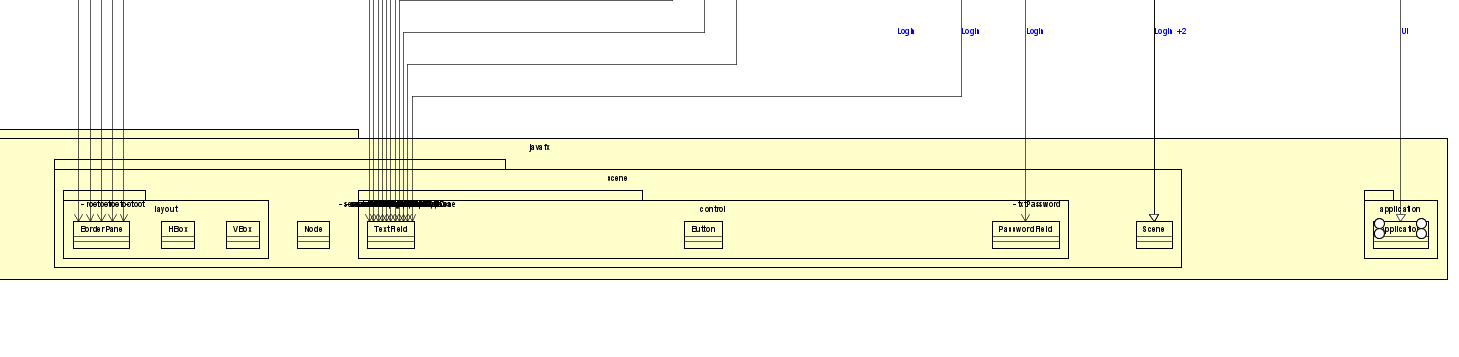 Login Login Login Login +2 UI
javafx
scene
layout control - txtPassword application
BorderPane HBox VBox Node TextField Button PasswordField Scene Application